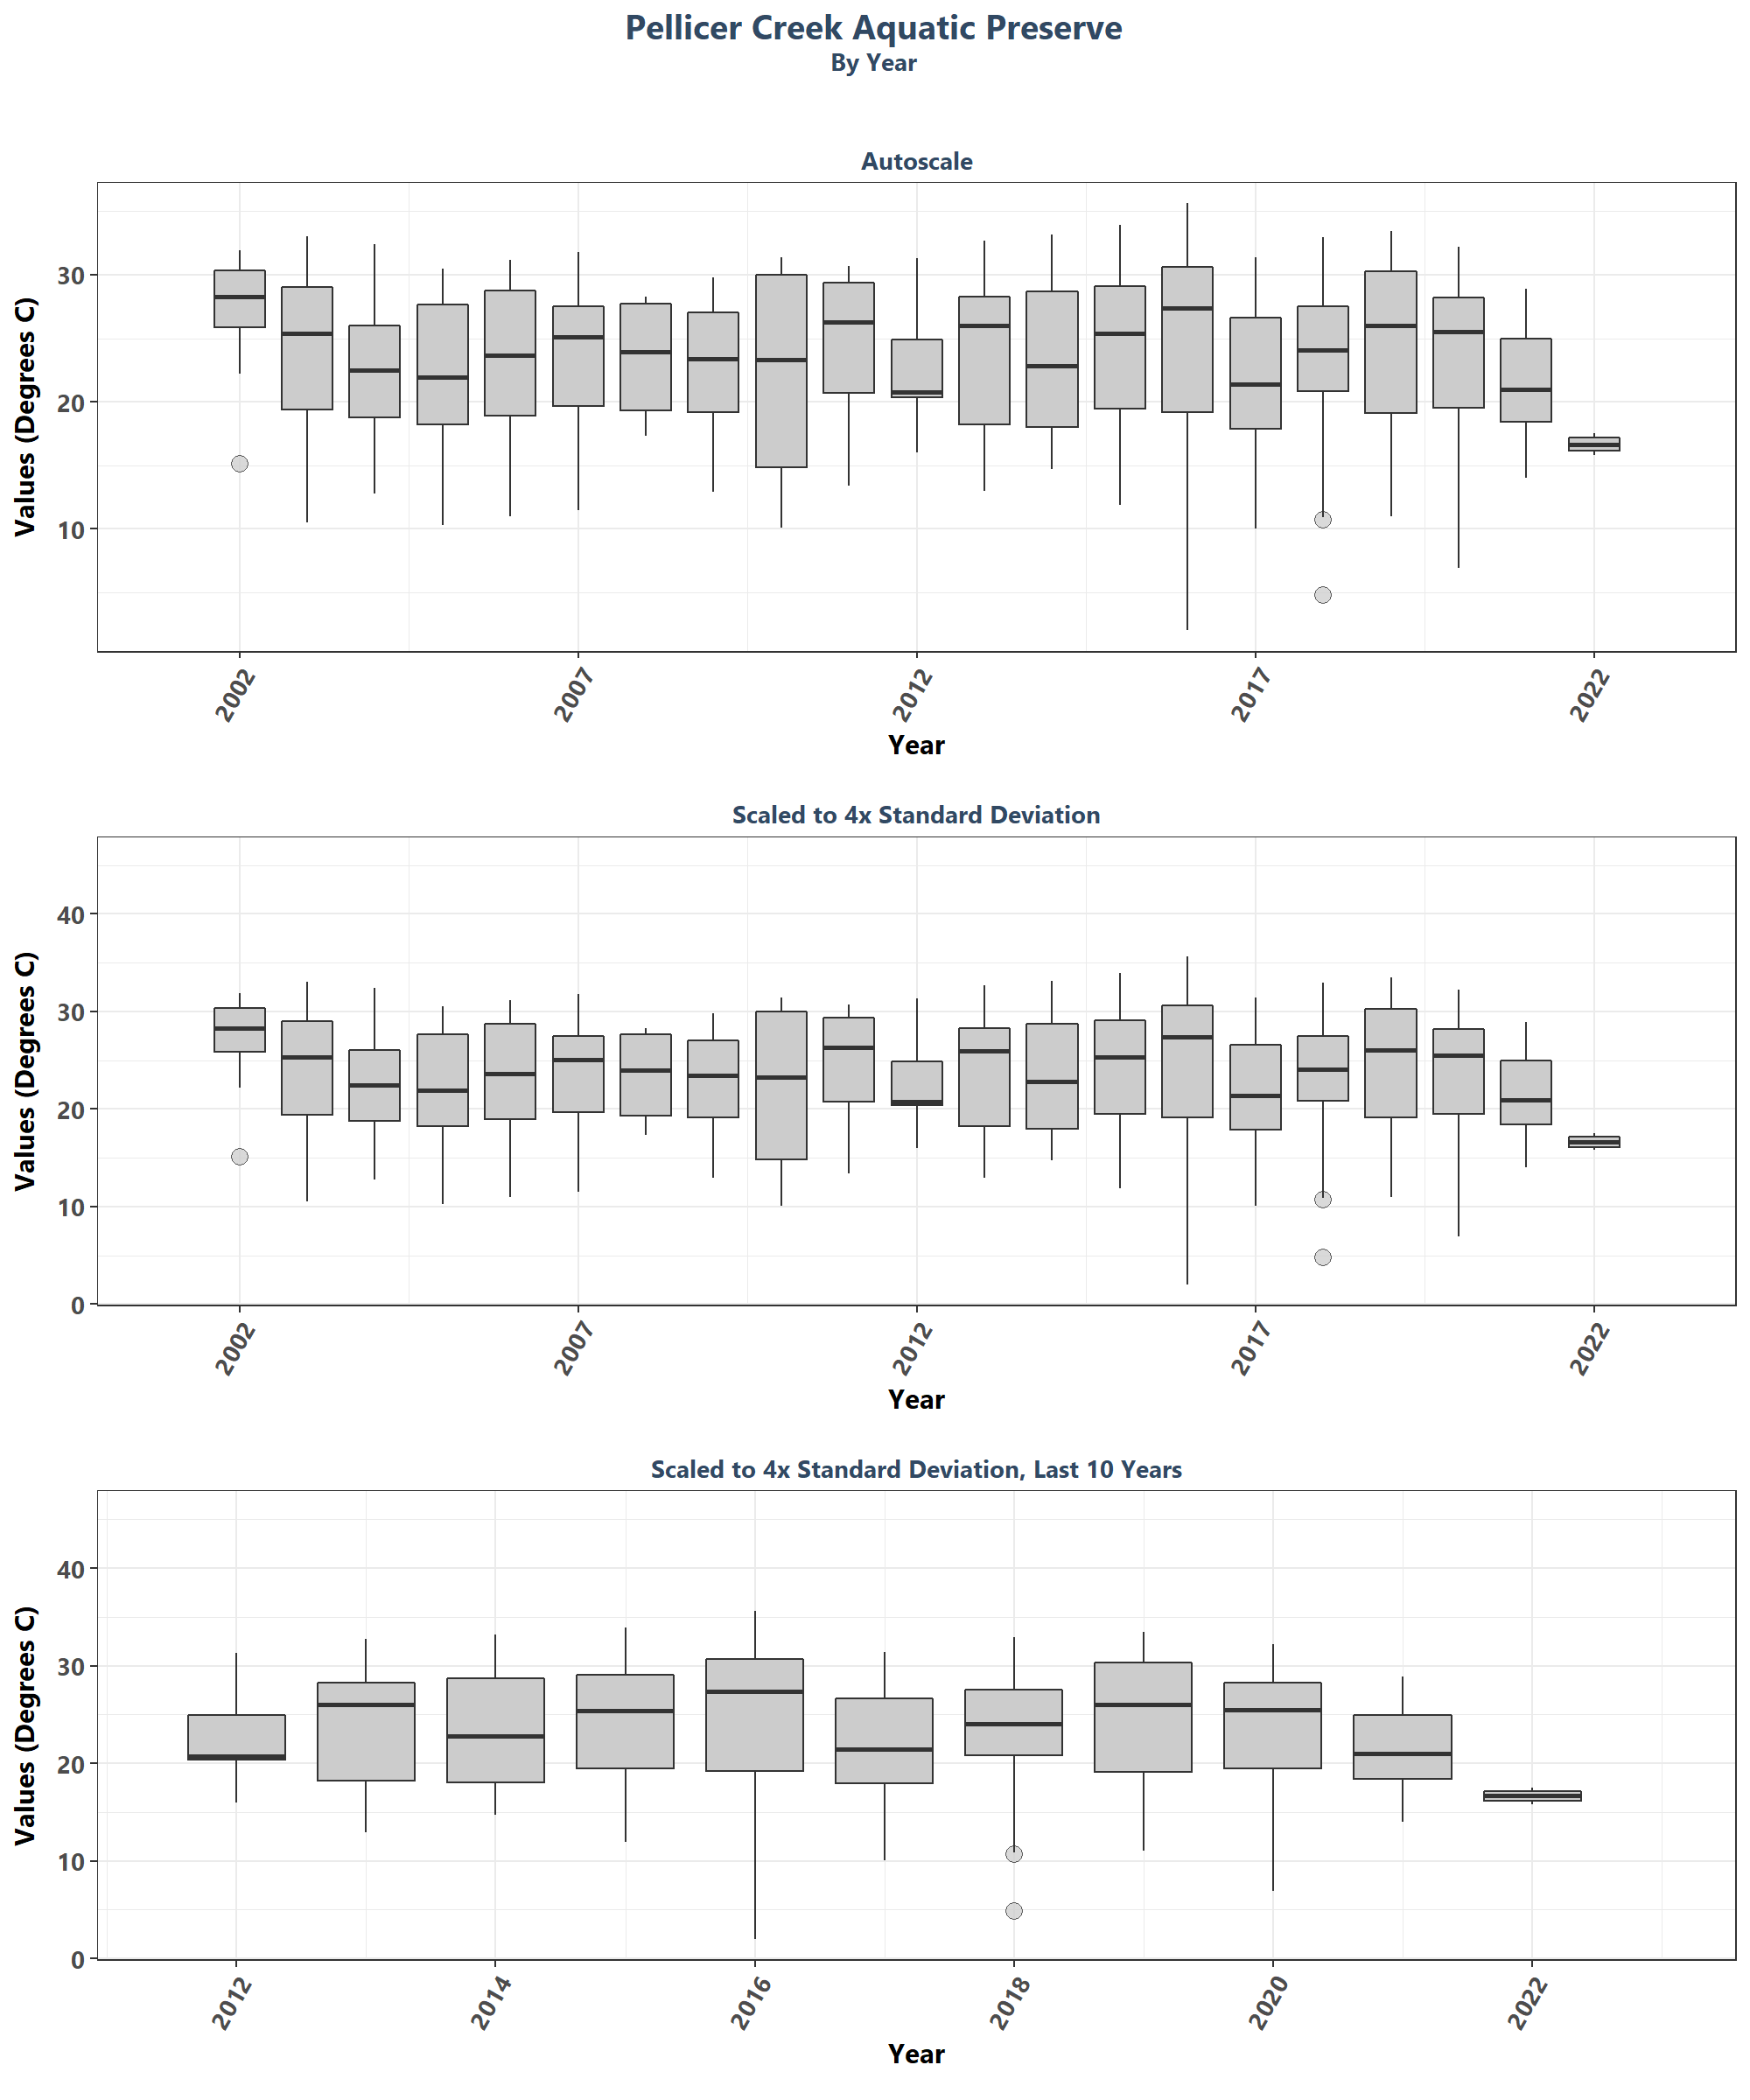 Pellicer Creek Aquatic Preserve
By Year
Autoscale
Values (Degrees C)
30
20
10
2002 2007 2012 2017 2022
Year
Scaled to 4x Standard Deviation
Values (Degrees C)
40
30
20
10
0
2002 2007 2012 2017 2022
Year
Scaled to 4x Standard Deviation, Last 10 Years
Values (Degrees C)
40
30
20
10
0
2012 2014 2016 2018 2020 2022
Year